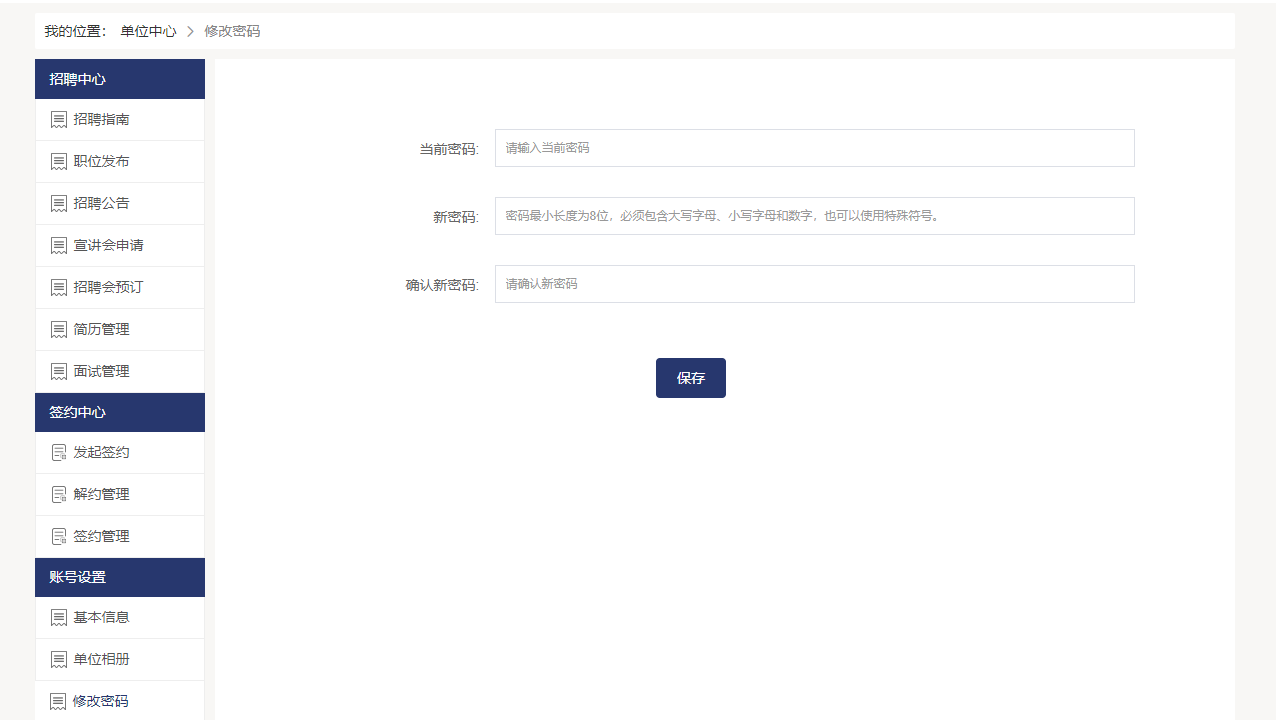 我的位置： 单位中心 > 修改密码
招聘中心
招聘指南
职位发布
招聘公告
宣讲会申请
招聘会预订
简历管理
面试管理
签约中心
发起签约
解约管理
签约管理
账号设置
基本信息
单位相册
修改密码
当前密码: 请输入当前密码
新密码: 密码最小长度为8位，必须包含大写字母、小写字母和数字，也可以使用特殊符号。
确认新密码: 请确认新密码
保存